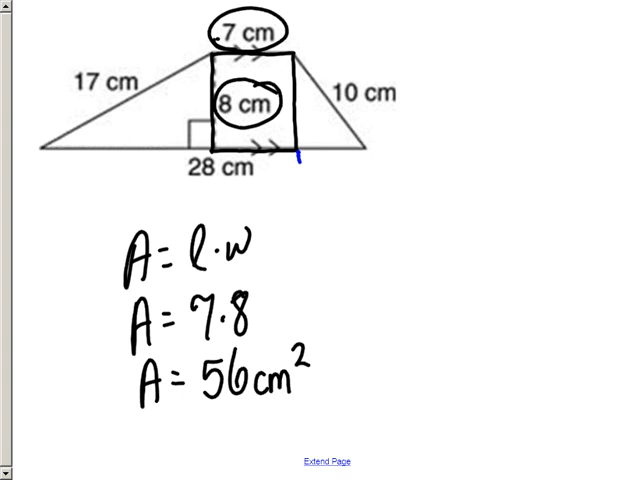 .7 cm
17 cm
8 cm
10 cm
28 cm
A = l·w
A = 7·8
A = 56 cm²
Extend Page